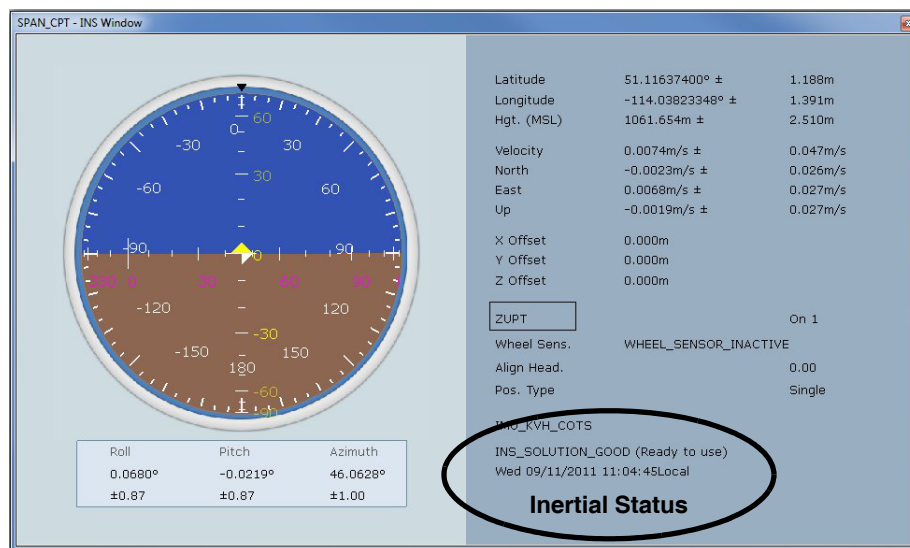 SPAN_CPT - INS Window
60
0
-30
30
30
-60
60
-90
90
0
300
0
30
60
90
-120
120
-30
-150
150
180
-60
-90
Roll Pitch Azimuth
0.0680° -0.0219° 46.0628°
±0.87 ±0.87 ±1.00
Latitude 51.11637400° ± 1.188m
Longitude -114.03823348° ± 1.391m
Hgt. (MSL) 1061.654m ± 2.510m
Velocity 0.0074m/s ± 0.047m/s
North -0.0023m/s ± 0.026m/s
East 0.0068m/s ± 0.027m/s
Up -0.0019m/s ± 0.027m/s
X Offset 0.000m
Y Offset 0.000m
Z Offset 0.000m
ZUPT On 1
Wheel Sens. WHEEL_SENSOR_INACTIVE
Align Head. 0.00
Pos. Type Single
IMU_KVH_COTS
INS_SOLUTION_GOOD (Ready to use)
Wed 09/11/2011 11:04:45Local
Inertial Status